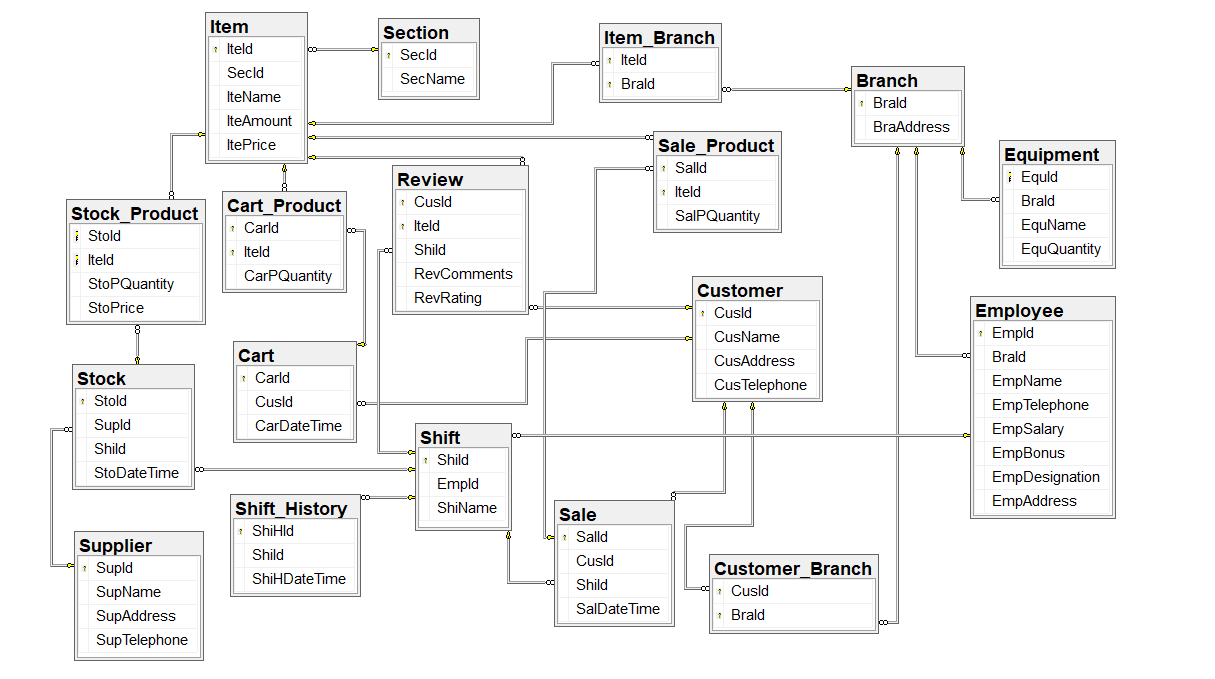 Item
IteId
SecId
IteName
IteAmount
ItePrice
Section
SecId
SecName
Item_Branch
IteId
BraId
Branch
BraId
BraAddress
Sale_Product
SalId
IteId
SalPQuantity
Equipment
EquId
BraId
EquName
EquQuantity
Review
CusId
IteId
ShiId
RevComments
RevRating
Cart_Product
CarId
IteId
CarPQuantity
Stock_Product
StoId
IteId
StoPQuantity
StoPrice
Customer
CusId
CusName
CusAddress
CusTelephone
Employee
EmpId
BraId
EmpName
EmpTelephone
EmpSalary
EmpBonus
EmpDesignation
EmpAddress
Cart
CarId
CusId
CarDateTime
Stock
StoId
SupId
ShiId
StoDateTime
Shift
ShiId
EmpId
ShiName
Shift_History
ShiHId
ShiId
ShiHDateTime
Sale
SalId
CusId
ShiId
SalDateTime
Supplier
SupId
SupName
SupAddress
SupTelephone
Customer_Branch
CusId
BraId